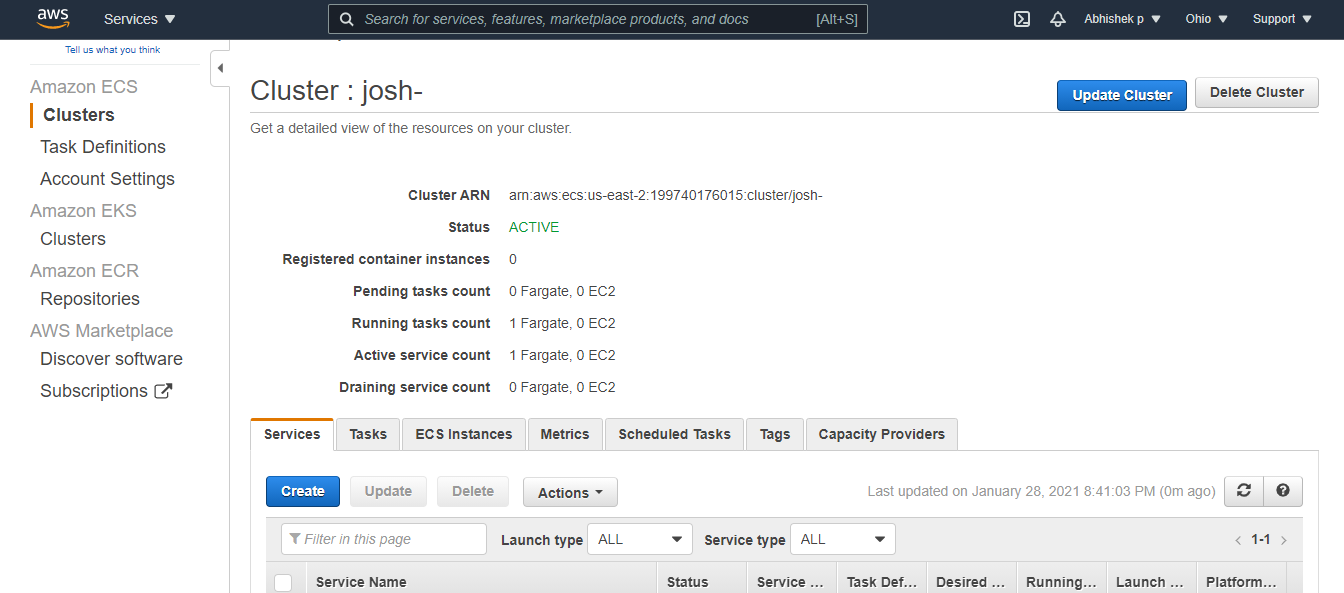 aws Services Search for services, features, marketplace products, and docs [Alt+S] Abhishek p Ohio Support
Tell us what you think
Amazon ECS
Clusters
Task Definitions
Account Settings
Amazon EKS
Clusters
Amazon ECR
Repositories
AWS Marketplace
Discover software
Subscriptions
Cluster : josh-
Update Cluster Delete Cluster
Get a detailed view of the resources on your cluster.
Cluster ARN arn:aws:ecs:us-east-2:199740176015:cluster/josh-
Status ACTIVE
Registered container instances 0
Pending tasks count 0 Fargate, 0 EC2
Running tasks count 1 Fargate, 0 EC2
Active service count 1 Fargate, 0 EC2
Draining service count 0 Fargate, 0 EC2
Services Tasks ECS Instances Metrics Scheduled Tasks Tags Capacity Providers
Create Update Delete Actions Last updated on January 28, 2021 8:41:03 PM (0m ago)
Filter in this page Launch type ALL Service type ALL < 1-1 >
Service Name Status Service ... Task Def... Desired ... Running... Launch ... Platform...